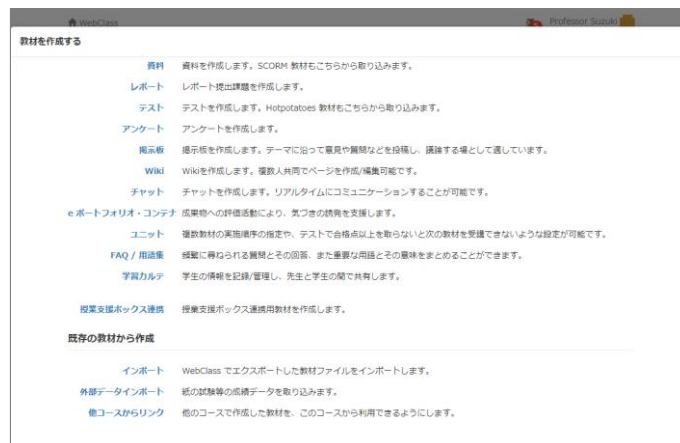 WebClass
Professor Suzuki
教材を作成する
資料 資料を作成します。SCORM 教材もこちらから取り込みます。
レポート レポート提出課題を作成します。
テスト テストを作成します。Hotpotatoes 教材もこちらから取り込みます。
アンケート アンケートを作成します。
掲示板 掲示板を作成します。テーマに沿って意見や質問などを投稿し、議論する場として適しています。
Wiki Wikiを作成します。複数人共同でページを作成/編集可能です。
チャット チャットを作成します。リアルタイムにコミュニケーションすることが可能です。
e ポートフォリオ・コンテナ 成果物への評価活動により、気づきの誘発を支援します。
ユニット 複数教材の実施順序の指定や、テストで合格点以上を取らないと次の教材を受講できないような設定が可能です。
FAQ / 用語集 頻繁に尋ねられる質問とその回答、また重要な用語とその意味をまとめることができます。
学習カルテ 学生の情報を記録/管理し、先生と学生の間で共有します。
授業支援ボックス連携 授業支援ボックス連携用教材を作成します。
既存の教材から作成
インポート WebClass でエクスポートした教材ファイルをインポートします。
外部データインポート 紙の試験等の成績データを取り込みます。
他コースからリンク 他のコースで作成した教材を、このコースから利用できるようにします。